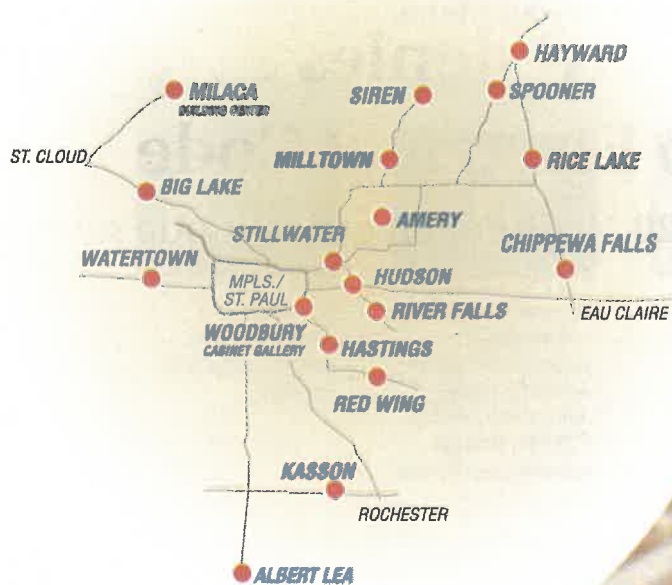 HAYWARD
MILACA
BUILDING CENTER
SIREN
SPOONER
ST. CLOUD
MILLTOWN
RICE LAKE
BIG LAKE
AMERY
STILLWATER
CHIPPEWA FALLS
WATERTOWN
MPLS./
ST. PAUL
HUDSON
RIVER FALLS
EAU CLAIRE
WOODBURY
CABINET GALLERY
HASTINGS
RED WING
KASSON
ROCHESTER
ALBERT LEA